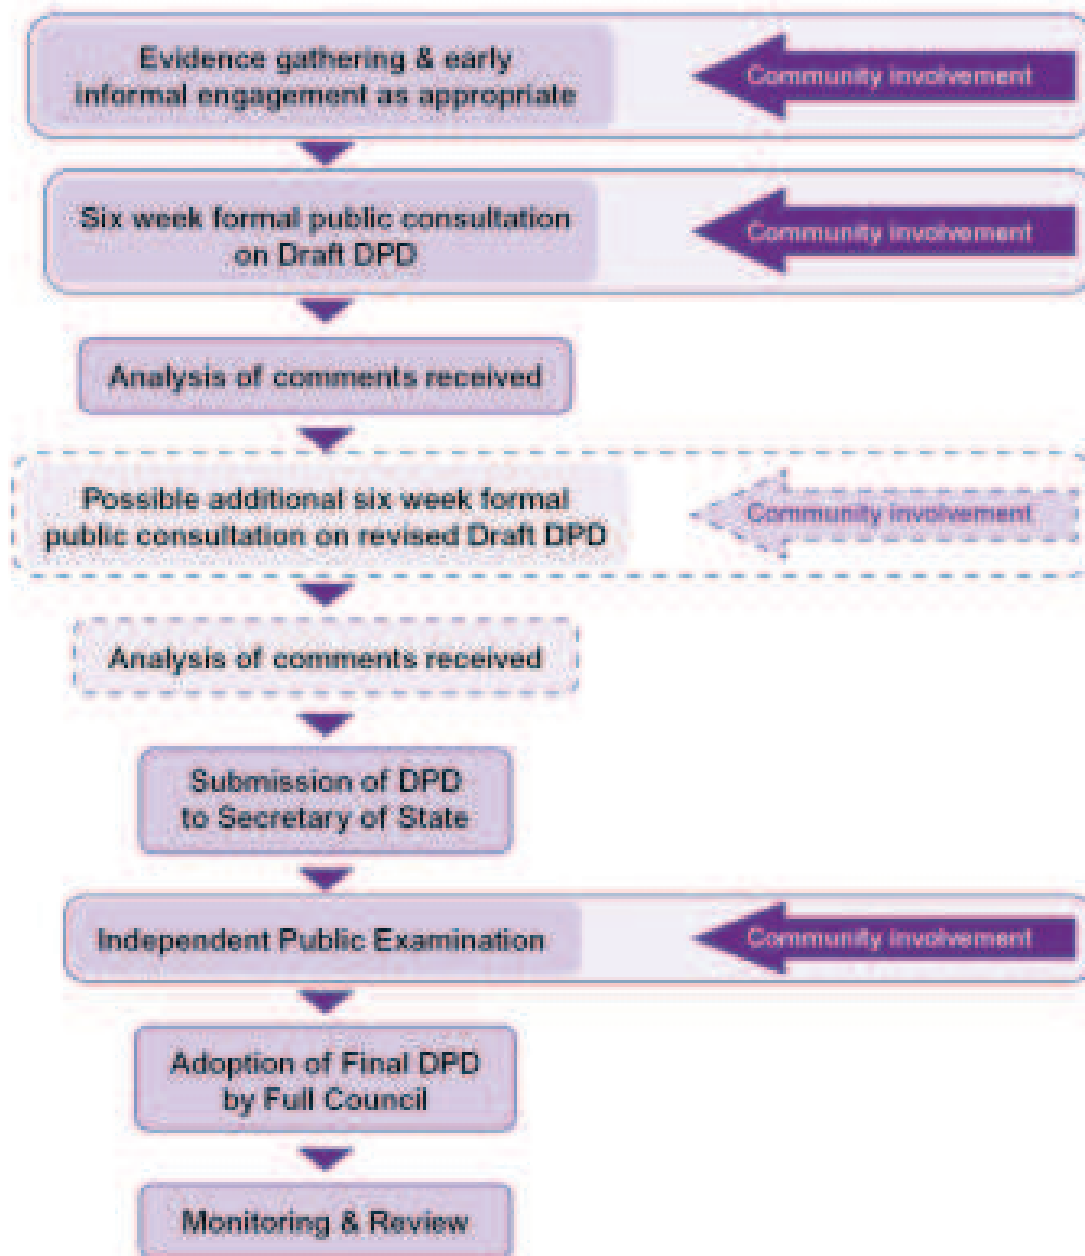 Evidence gathering & early
informal engagement as appropriate
Community involvement
Six week formal public consultation
on Draft DPD
Community involvement
Analysis of comments received
Possible additional six week formal
public consultation on revised Draft DPD
Community involvement
Analysis of comments received
Submission of DPD
to Secretary of State
Independent Public Examination
Community involvement
Adoption of Final DPD
by Full Council
Monitoring & Review